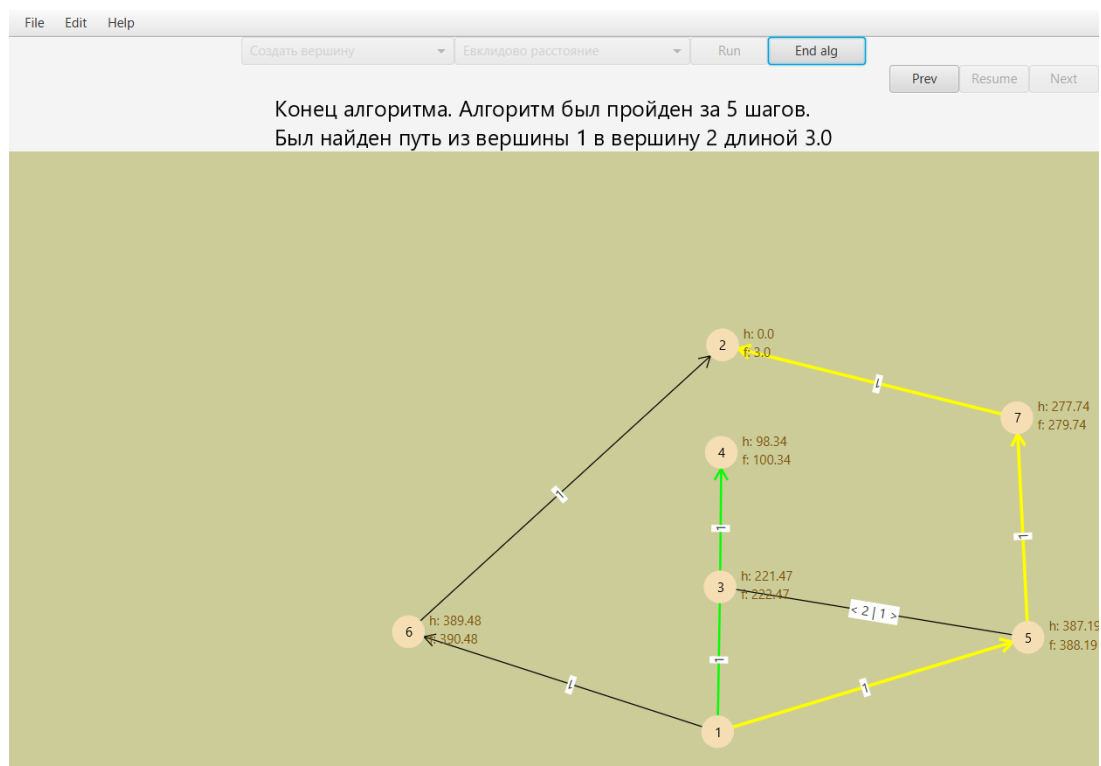 File Edit Help
Создать вершину Евклидово расстояние Run End alg
Prev Resume Next
Конец алгоритма. Алгоритм был пройден за 5 шагов.
Был найден путь из вершины 1 в вершину 2 длиной 3.0
2 h: 0.0
f: 3.0
1
7 h: 277.74
f: 279.74
4 h: 98.34
f: 100.34
1
1
1
3 h: 221.47
f: 222.47
< 2 | 1 >
6 h: 389.48
f: 390.48
5 h: 387.19
f: 388.19
1
1
1
1